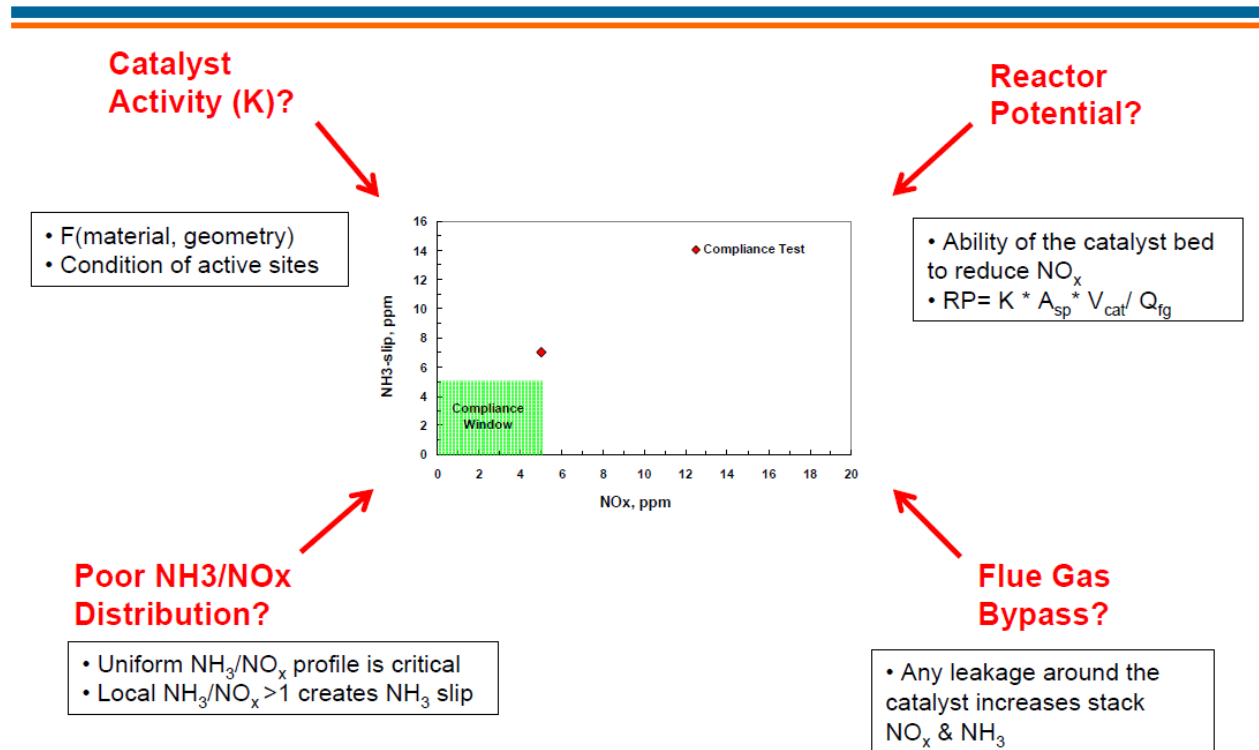 Catalyst
Activity (K)?
Reactor
Potential?
• F(material, geometry)
• Condition of active sites
• Ability of the catalyst bed
to reduce NOx
• RP= K * Asp* Vcat/ Qfg
16
14
12
10
8
6
4
2
0
NH3-slip, ppm
Compliance Test
Compliance
Window
0 2 4 6 8 10 12 14 16 18 20
NOx, ppm
Poor NH3/NOx
Distribution?
• Uniform NH3/NOx profile is critical
• Local NH3/NOx >1 creates NH3 slip
Flue Gas
Bypass?
• Any leakage around the
catalyst increases stack
NOx & NH3